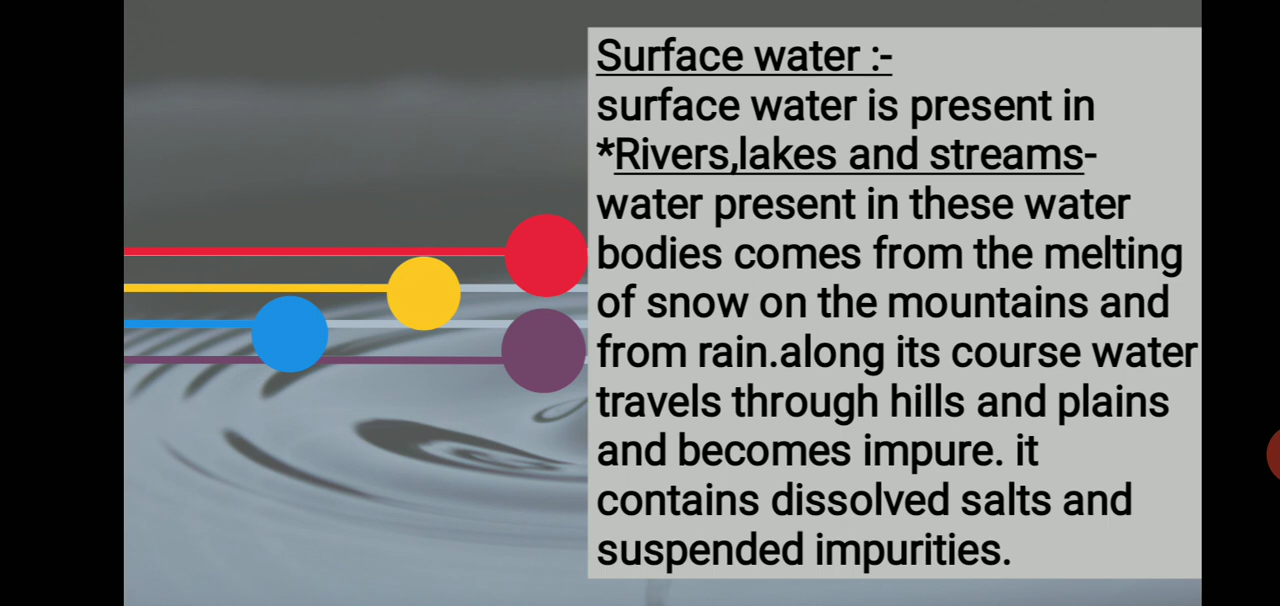 Surface water :-
surface water is present in
*Rivers,lakes and streams-
water present in these water
bodies comes from the melting
of snow on the mountains and
from rain.along its course water
travels through hills and plains
and becomes impure. it
contains dissolved salts and
suspended impurities.